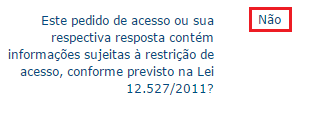 Este pedido de acesso ou sua
respectiva resposta contém
informações sujeitas à restrição de
acesso, conforme previsto na Lei
12.527/2011?
Não